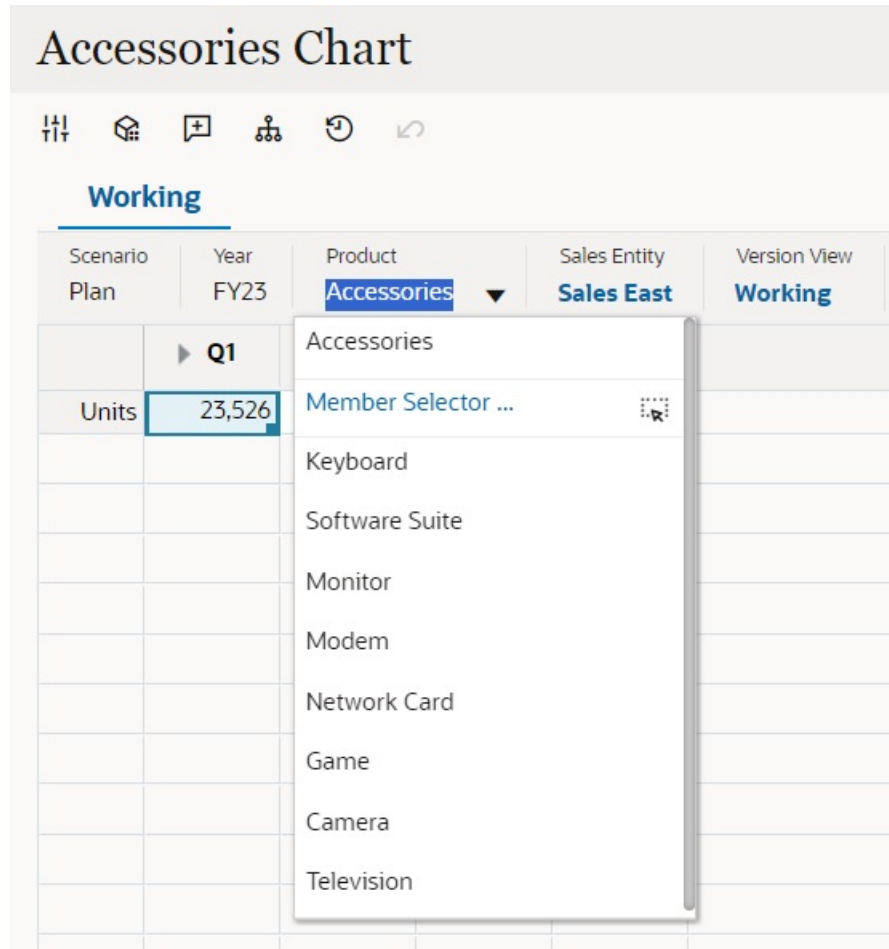 Accessories Chart
Working
Scenario Year Product Sales Entity Version View
Plan FY23 Accessories Sales East Working
Q1
Units 23,526
Accessories
Member Selector ...
Keyboard
Software Suite
Monitor
Modem
Network Card
Game
Camera
Television